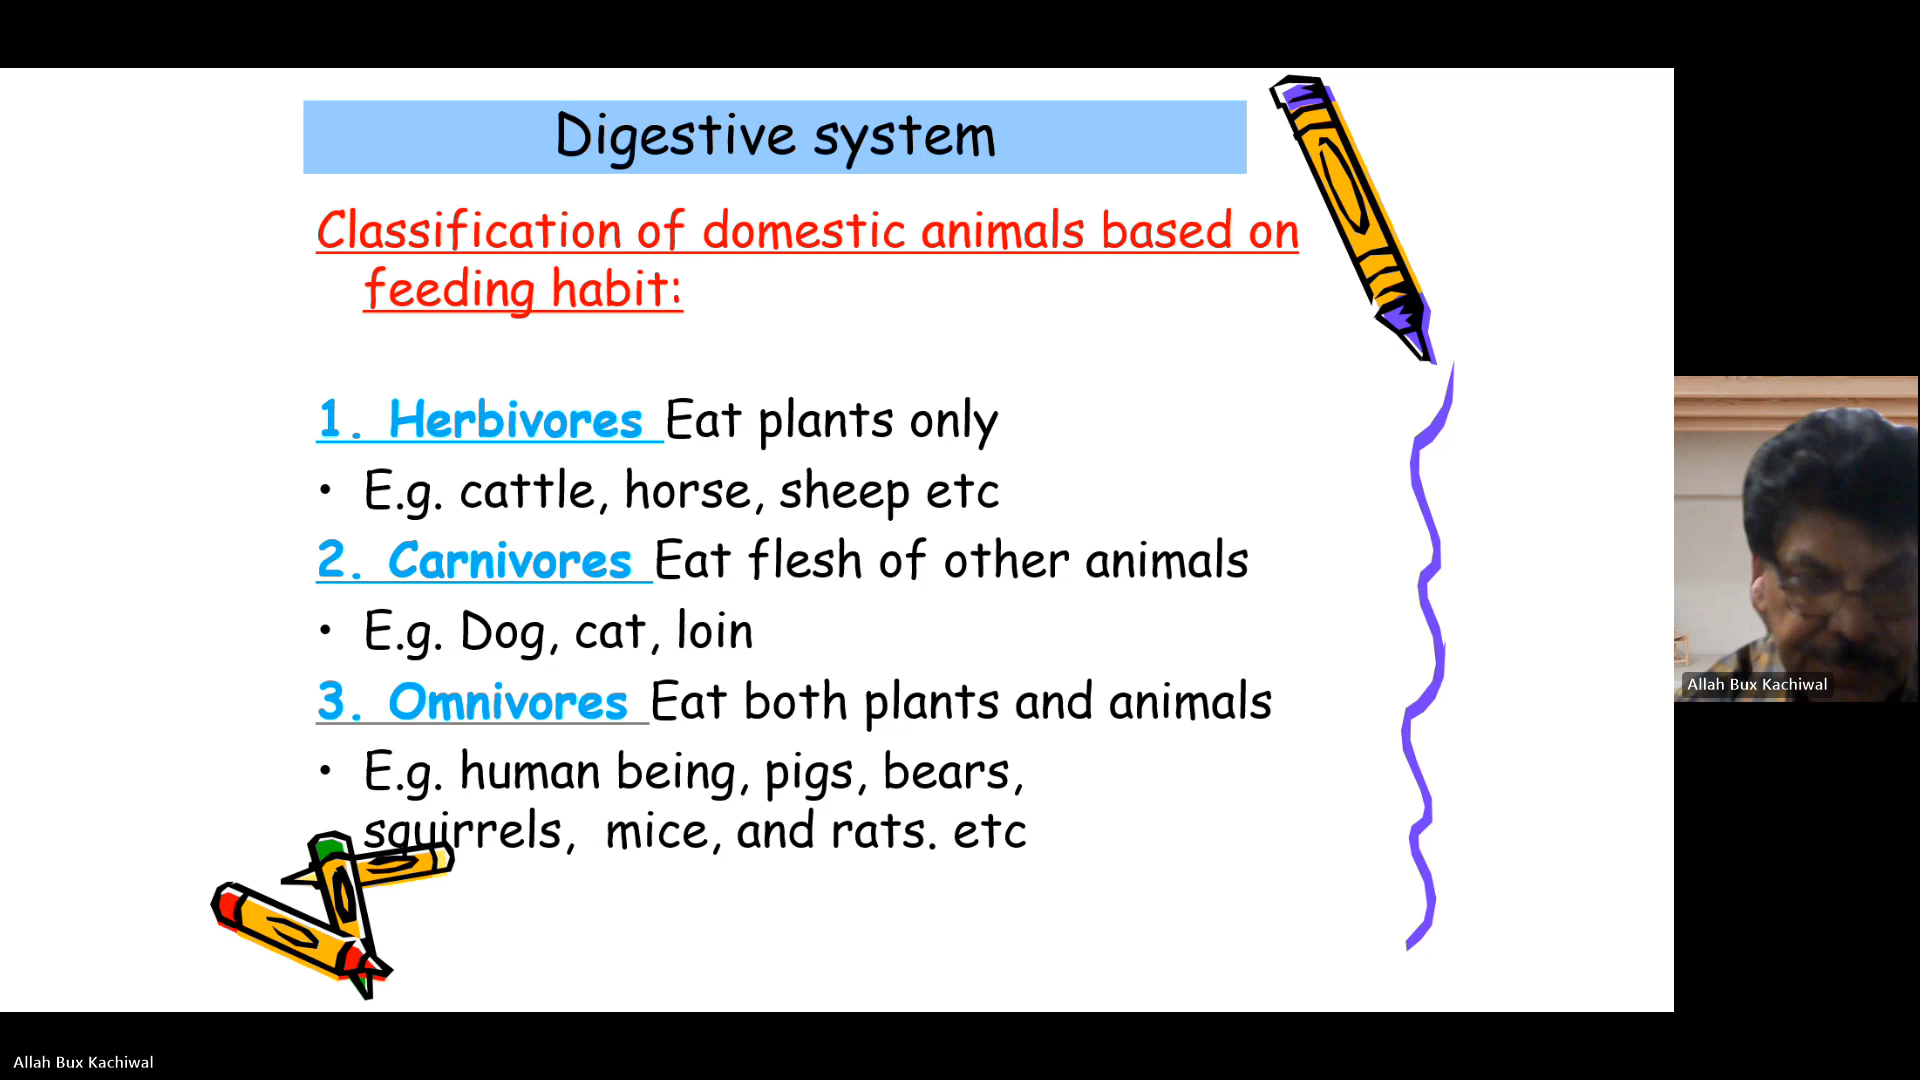 Digestive system
Classification of domestic animals based on
feeding habit:
1. Herbivores Eat plants only
• E.g. cattle, horse, sheep etc
2. Carnivores Eat flesh of other animals
• E.g. Dog, cat, loin
3. Omnivores Eat both plants and animals
• E.g. human being, pigs, bears,
squirrels, mice, and rats. etc
Allah Bux Kachiwal
Allah Bux Kachiwal